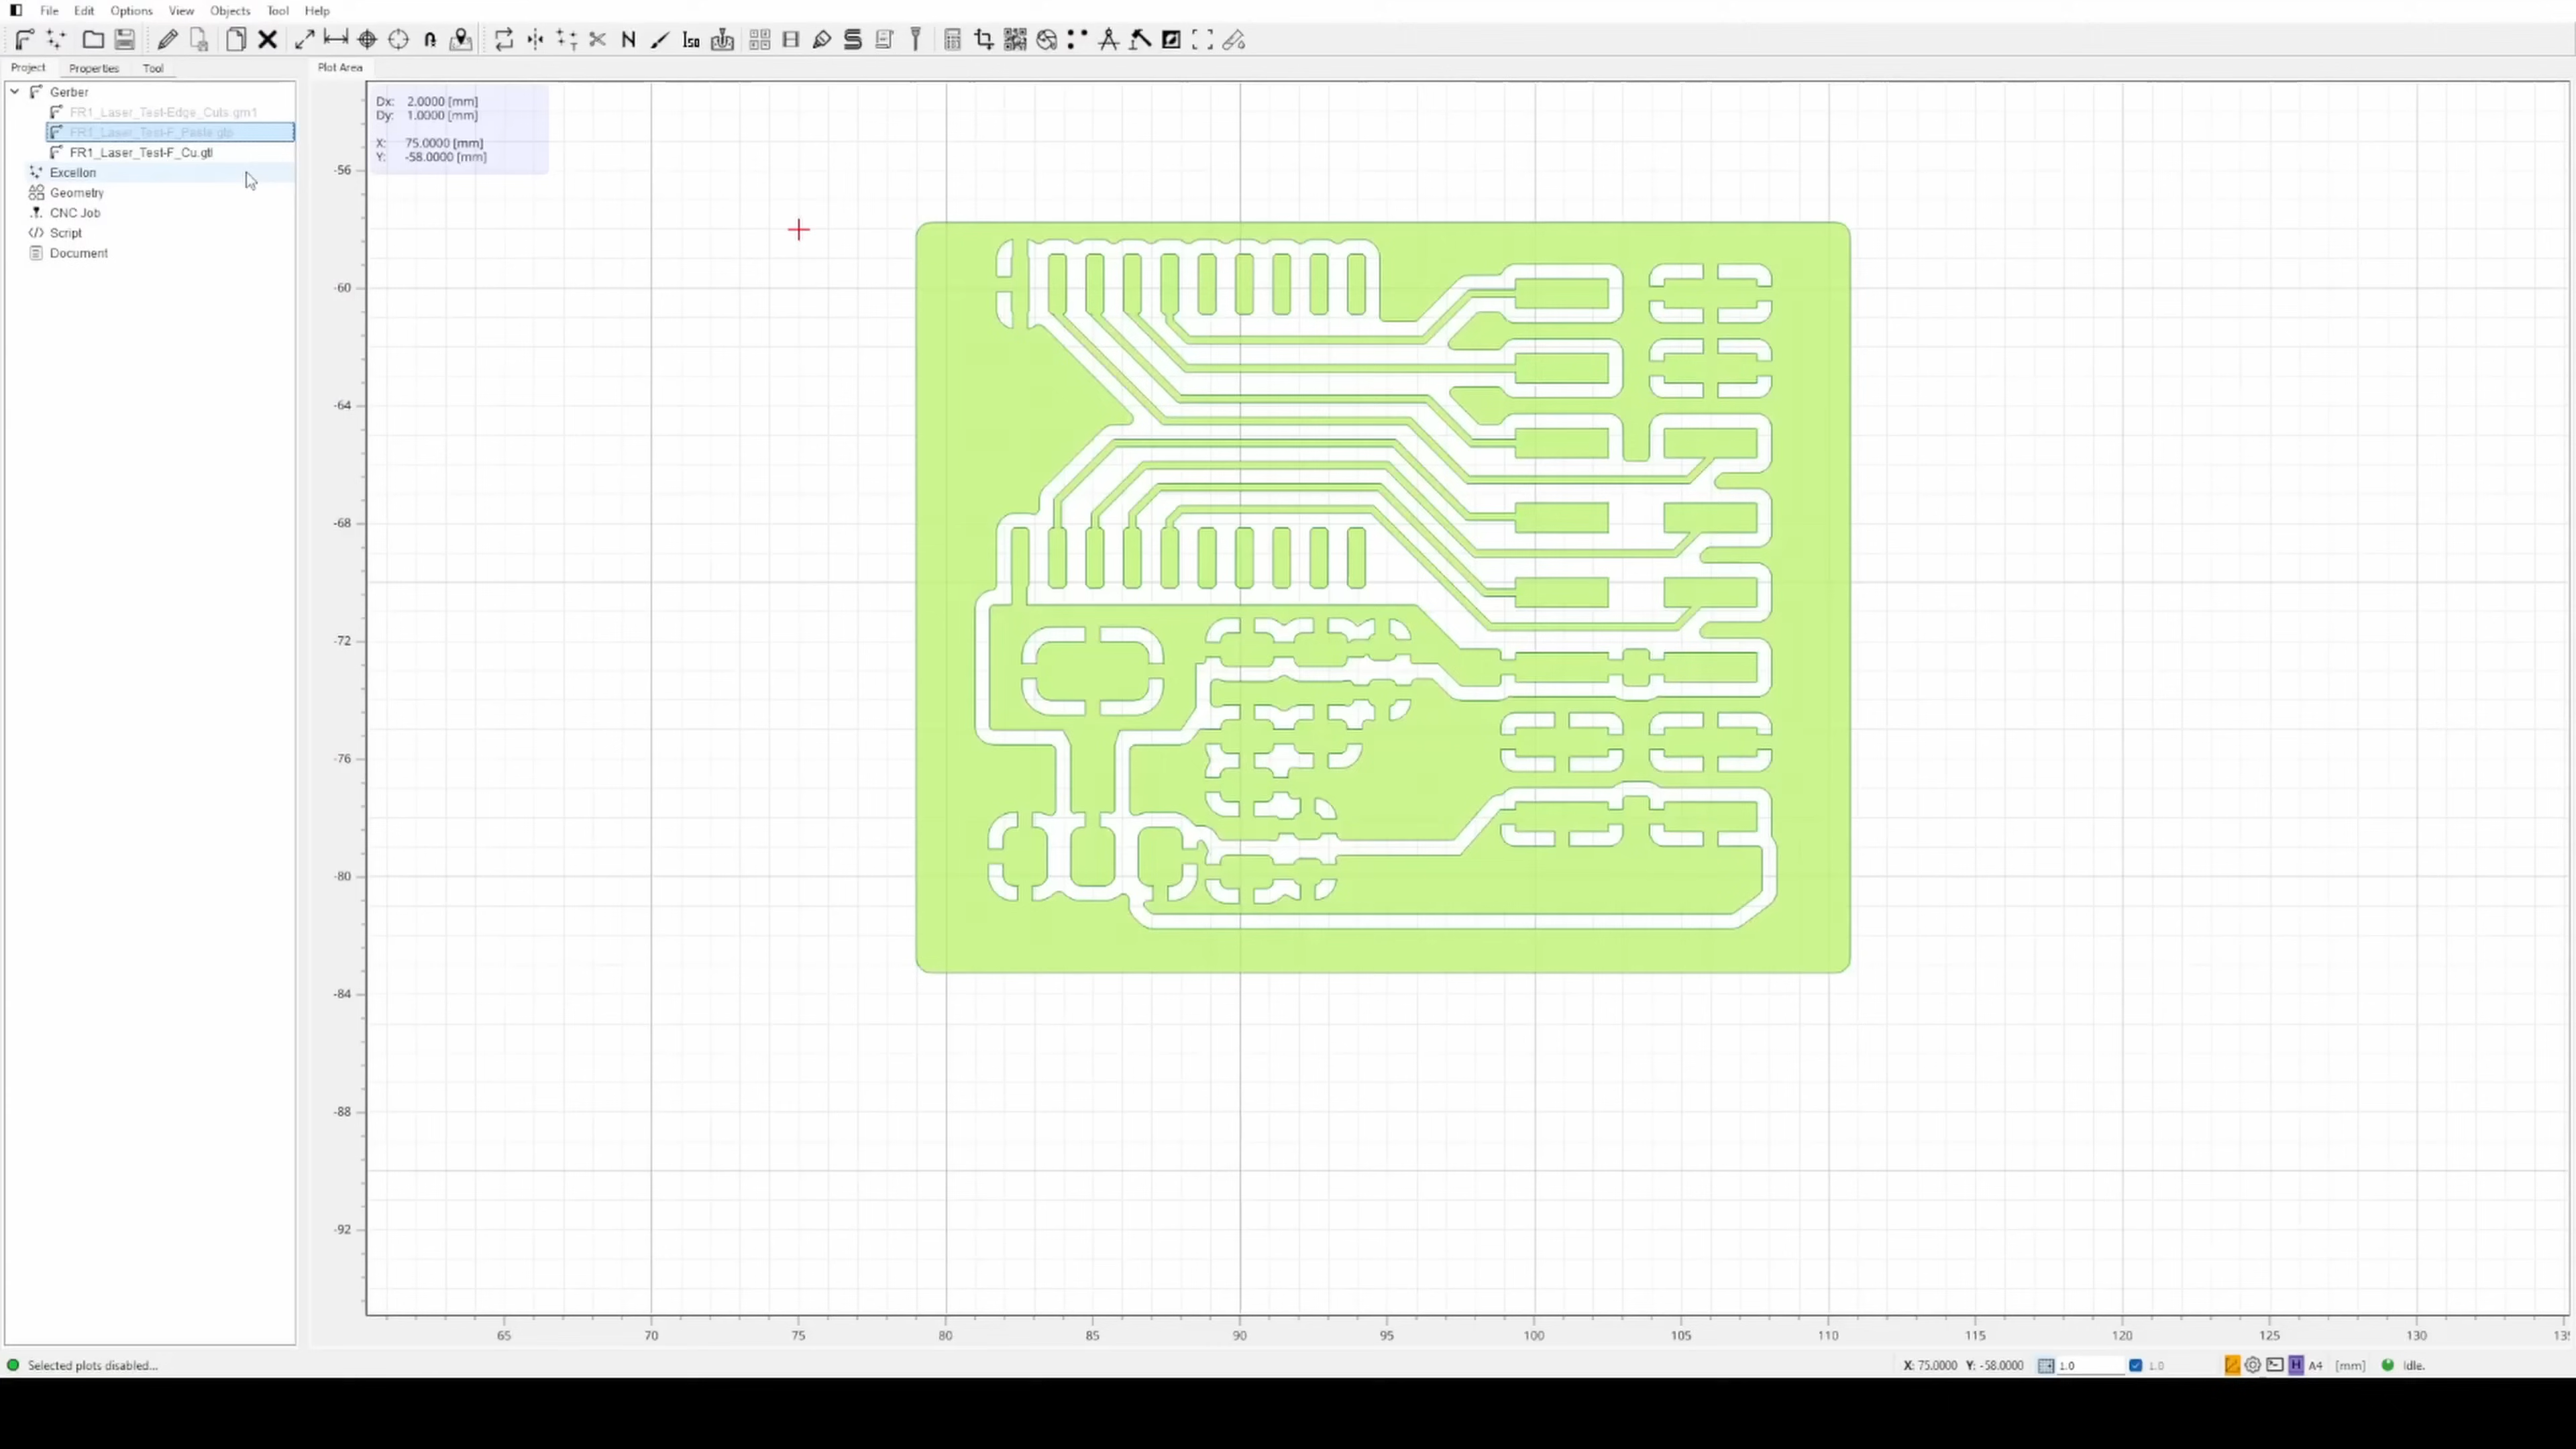 File Edit Options View Objects Tool Help
Iso
Project Properties Tool Plot Area
Gerber
FR1_Laser_Test-Edge_Cuts.gm1
FR1_Laser_Test-F_Paste.gtp
FR1_Laser_Test-F_Cu.gtl
Excellon
Geometry
CNC Job
Script
Document
Dx: 2.0000 [mm]
Dy: 1.0000 [mm]
X: 75.0000 [mm]
Y: -58.0000 [mm]
-56
-60
-64
-68
-72
-76
-80
-84
-88
-92
65 70 75 80 85 90 95 100 105 110 115 120 125 130
Selected plots disabled... X: 75.0000 Y: -58.0000 1.0 1.0 H A4 [mm] Idle.